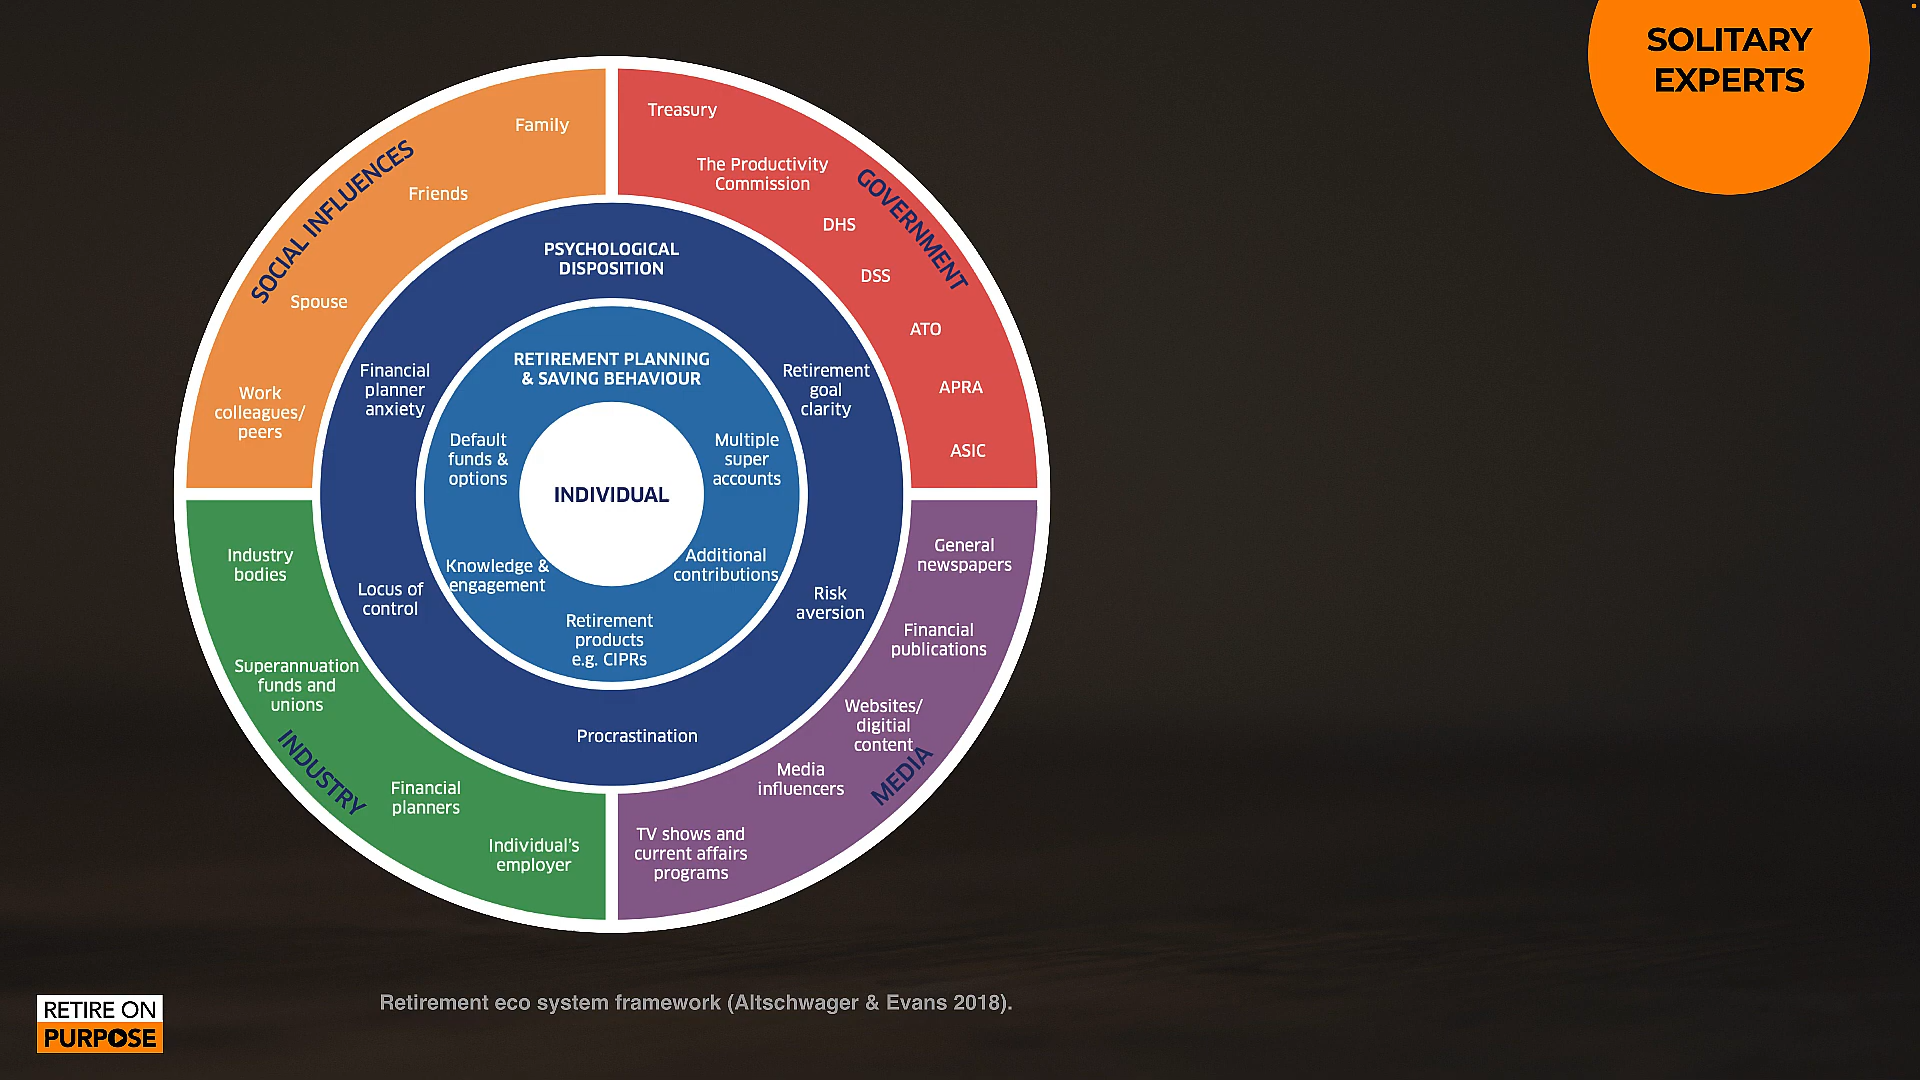 SOLITARY
EXPERTS
SOCIAL INFLUENCES
Family
Friends
Spouse
Work
colleagues/
peers
GOVERNMENT
Treasury
The Productivity
Commission
DHS
DSS
ATO
APRA
ASIC
PSYCHOLOGICAL
DISPOSITION
Financial
planner
anxiety
Retirement
goal
clarity
Locus of
control
Risk
aversion
Procrastination
RETIREMENT PLANNING
& SAVING BEHAVIOUR
Default
funds &
options
Multiple
super
accounts
Knowledge &
engagement
Additional
contributions
Retirement
products
e.g. CIPRs
INDIVIDUAL
INDUSTRY
Industry
bodies
Superannuation
funds and
unions
Financial
planners
Individual's
employer
MEDIA
General
newspapers
Financial
publications
Websites/
digitial
content
Media
influencers
TV shows and
current affairs
programs
Retirement eco system framework (Altschwager & Evans 2018).
RETIRE ON
PURPOSE